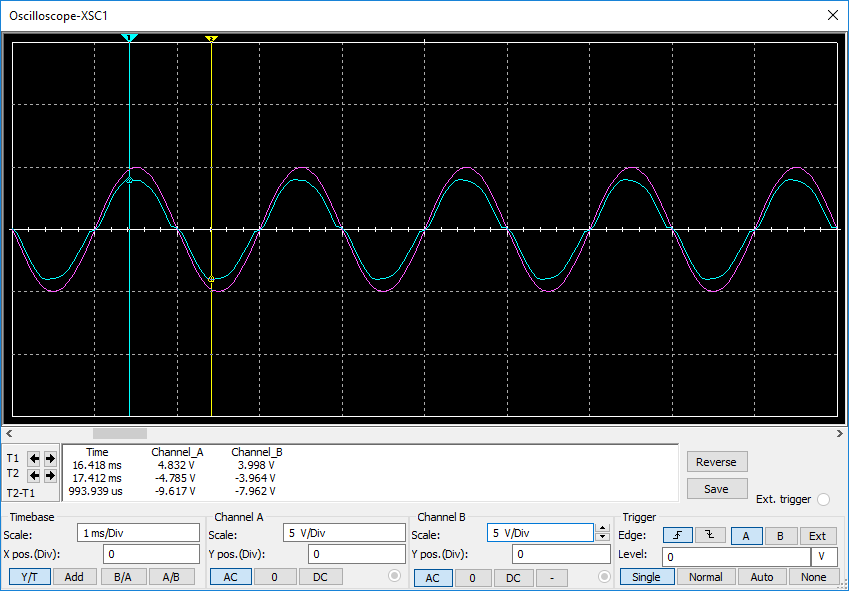 Oscilloscope-XSC1
1
2
Time Channel_A Channel_B
T1 16.418 ms 4.832 V 3.998 V
T2 17.412 ms -4.785 V -3.964 V
T2-T1 993.939 us -9.617 V -7.962 V
Reverse
Save
Ext. trigger
Timebase
Scale: 1 ms/Div
X pos.(Div): 0
Y/T Add B/A A/B
Channel A
Scale: 5 V/Div
Y pos.(Div): 0
AC 0 DC
Channel B
Scale: 5 V/Div
Y pos.(Div): 0
AC 0 DC -
Trigger
Edge: A B Ext
Level: 0 V
Single Normal Auto None